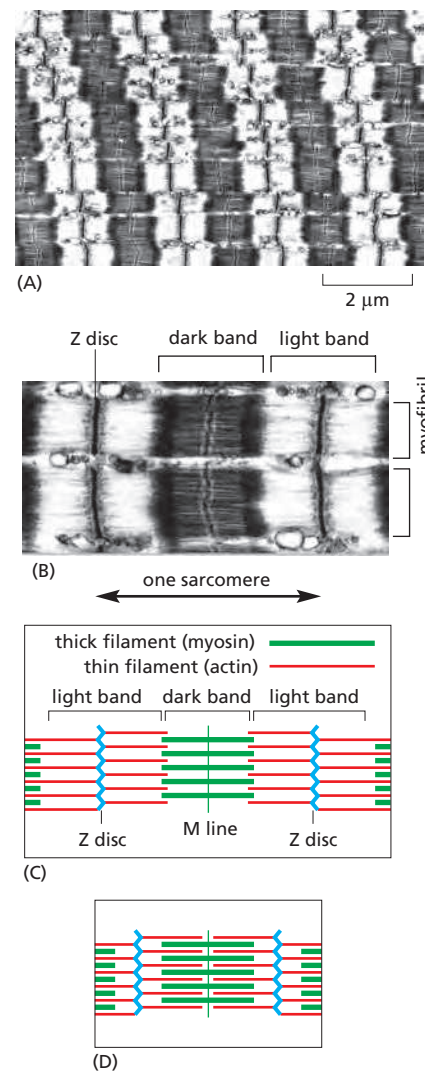 (A)
2 μm
Z disc
dark band
light band
myofibril
(B)
one sarcomere
thick filament (myosin)
thin filament (actin)
light band
dark band
light band
M line
Z disc
Z disc
(C)
(D)